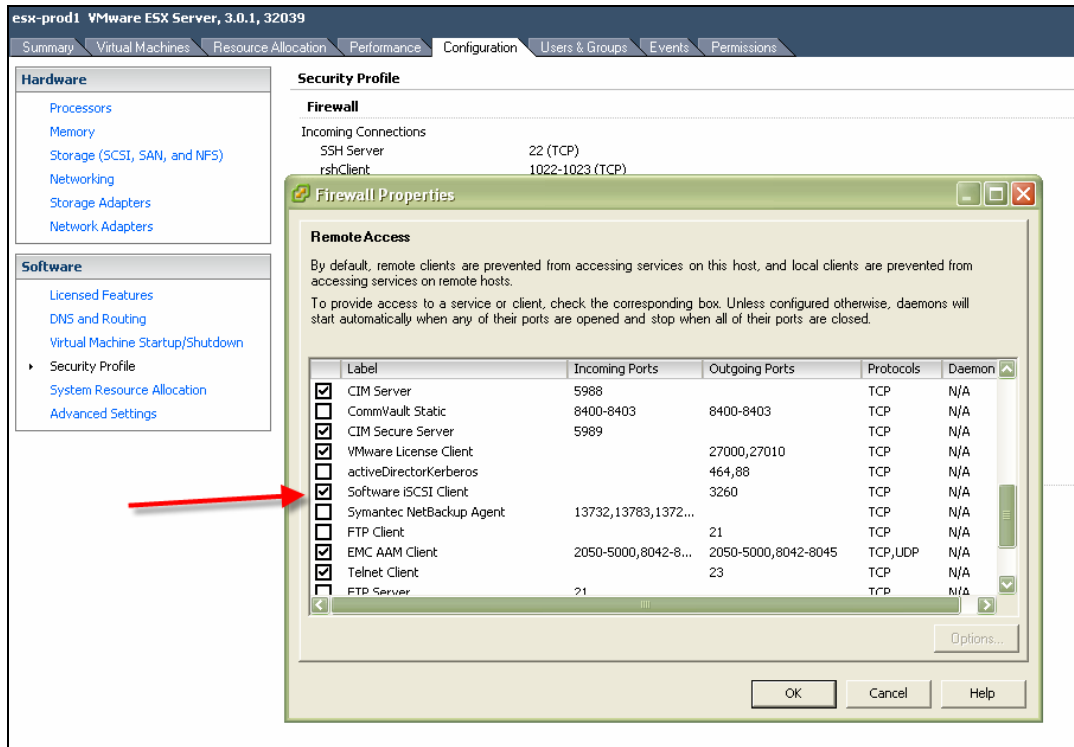 esx-prod1 VMware ESX Server, 3.0.1, 32039
Summary Virtual Machines Resource Allocation Performance Configuration Users & Groups Events Permissions
Hardware
Processors
Memory
Storage (SCSI, SAN, and NFS)
Networking
Storage Adapters
Network Adapters
Software
Licensed Features
DNS and Routing
Virtual Machine Startup/Shutdown
Security Profile
System Resource Allocation
Advanced Settings
Security Profile
Firewall
Incoming Connections
SSH Server 22 (TCP)
rshClient 1022-1023 (TCP)
Firewall Properties
Remote Access
By default, remote clients are prevented from accessing services on this host, and local clients are prevented from
accessing services on remote hosts.
To provide access to a service or client, check the corresponding box. Unless configured otherwise, daemons will
start automatically when any of their ports are opened and stop when all of their ports are closed.
Label Incoming Ports Outgoing Ports Protocols Daemon
CIM Server 5988 TCP N/A
CommVault Static 8400-8403 8400-8403 TCP N/A
CIM Secure Server 5989 TCP N/A
VMware License Client 27000,27010 TCP N/A
activeDirectorKerberos 464,88 TCP N/A
Software iSCSI Client 3260 TCP N/A
Symantec NetBackup Agent 13732,13783,1372... TCP N/A
FTP Client 21 TCP N/A
EMC AAM Client 2050-5000,8042-8... 2050-5000,8042-8045 TCP,UDP N/A
Telnet Client 23 TCP N/A
FTP Server 21 TCP N/A
Options...
OK Cancel Help